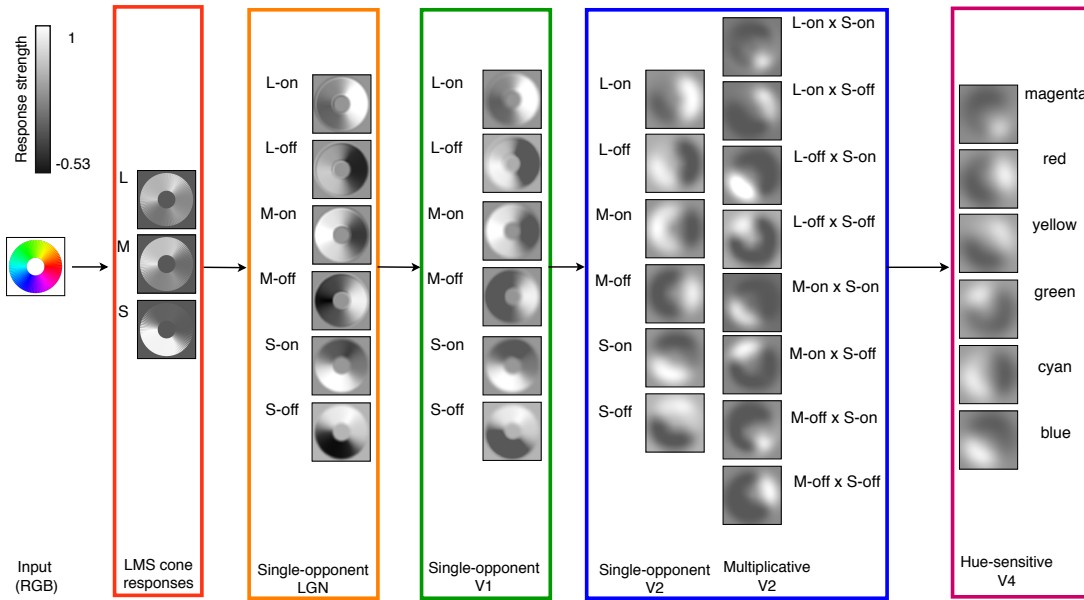 1
Response strength
-0.53
Input
(RGB)
L
M
S
LMS cone
responses
L-on
L-off
M-on
M-off
S-on
S-off
Single-opponent
LGN
L-on
L-off
M-on
M-off
S-on
S-off
Single-opponent
V1
L-on
L-off
M-on
M-off
S-on
S-off
Single-opponent
V2
L-on x S-on
L-on x S-off
L-off x S-on
L-off x S-off
M-on x S-on
M-on x S-off
M-off x S-on
M-off x S-off
Multiplicative
V2
magenta
red
yellow
green
cyan
blue
Hue-sensitive
V4